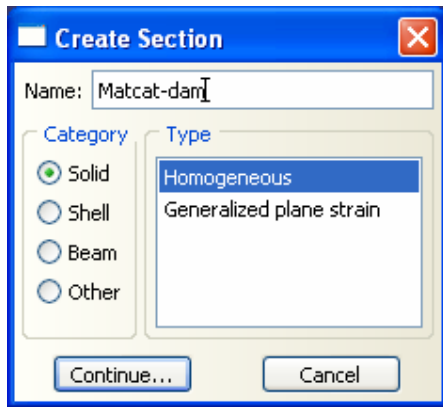 Create Section
Name: Matcat-dam
Category
Type
Solid
Shell
Beam
Other
Homogeneous
Generalized plane strain
Continue...
Cancel